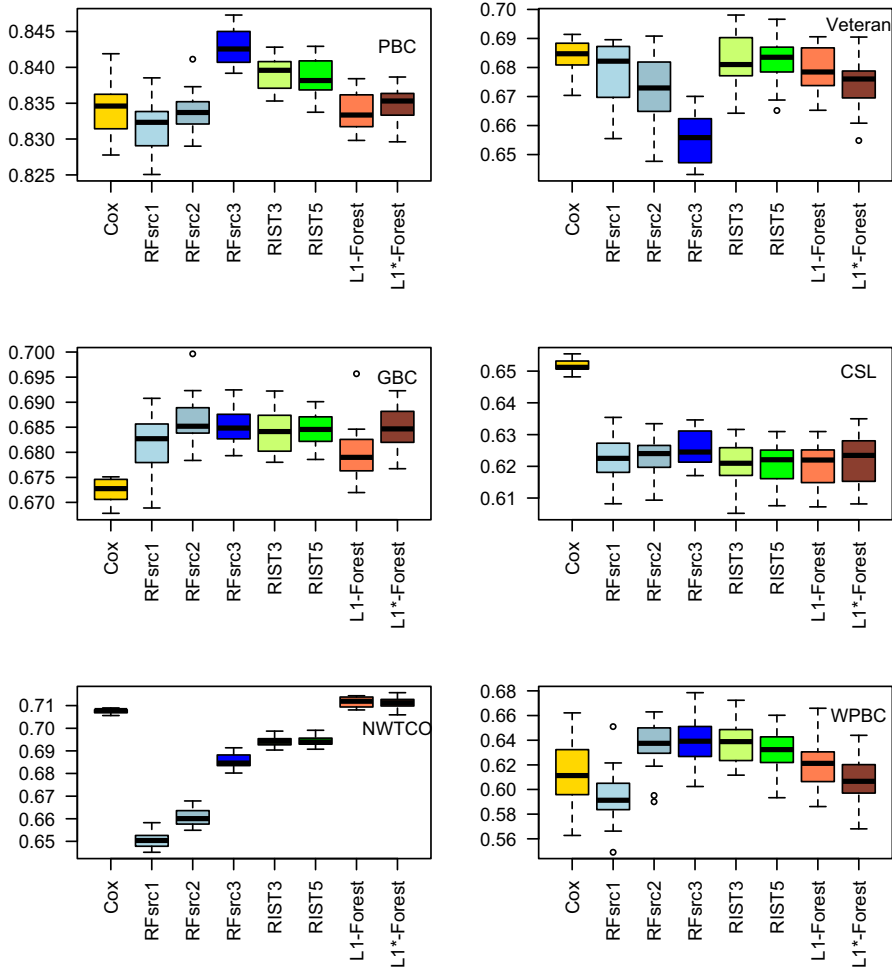 PBC
0.845
0.840
0.835
0.830
0.825
Cox
RFsrc1
RFsrc2
RFsrc3
RIST3
RIST5
L1-Forest
L1*-Forest
Veteran
0.70
0.69
0.68
0.67
0.66
0.65
Cox
RFsrc1
RFsrc2
RFsrc3
RIST3
RIST5
L1-Forest
L1*-Forest
GBC
0.700
0.695
0.690
0.685
0.680
0.675
0.670
Cox
RFsrc1
RFsrc2
RFsrc3
RIST3
RIST5
L1-Forest
L1*-Forest
CSL
0.65
0.64
0.63
0.62
0.61
Cox
RFsrc1
RFsrc2
RFsrc3
RIST3
RIST5
L1-Forest
L1*-Forest
NWTCO
0.71
0.70
0.69
0.68
0.67
0.66
0.65
Cox
RFsrc1
RFsrc2
RFsrc3
RIST3
RIST5
L1-Forest
L1*-Forest
WPBC
0.68
0.66
0.64
0.62
0.60
0.58
0.56
Cox
RFsrc1
RFsrc2
RFsrc3
RIST3
RIST5
L1-Forest
L1*-Forest